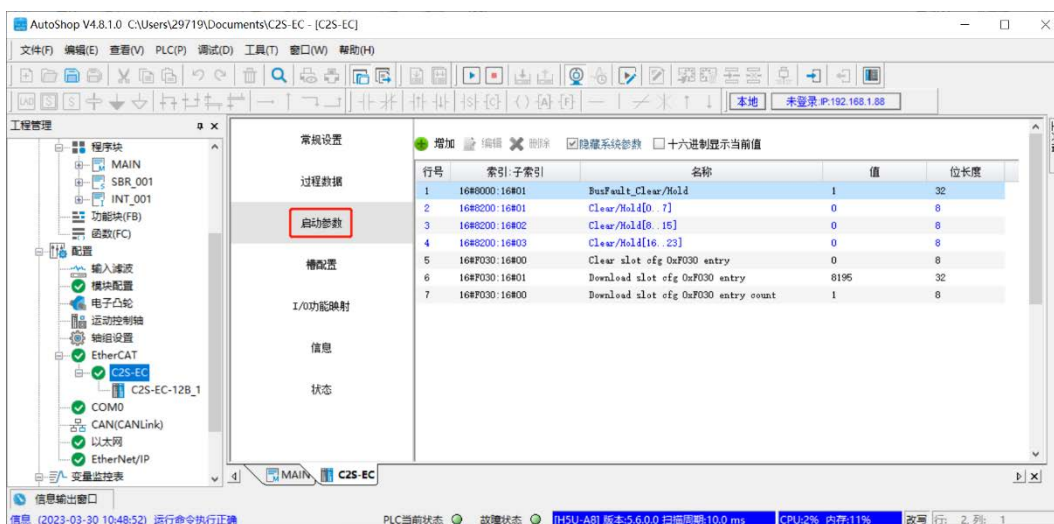 AutoShop V4.8.1.0 C:\Users\29719\Documents\C2S-EC - [C2S-EC]
文件(F) 编辑(E) 查看(V) PLC(P) 调试(D) 工具(T) 窗口(W) 帮助(H)
本地 未登录:IP:192.168.1.88
工程管理
程序块
MAIN
SBR_001
INT_001
功能块(FB)
函数(FC)
配置
输入滤波
模块配置
电子凸轮
运动控制轴
轴组设置
EtherCAT
C2S-EC
C2S-EC-12B_1
COM0
CAN(CANLink)
以太网
EtherNet/IP
变量监控表
常规设置
过程数据
启动参数
槽配置
I/O功能映射
信息
状态
增加 编辑 删除 隐藏系统参数 十六进制显示当前值
行号 索引:子索引 名称 值 位长度
1 16#8000:16#01 BusFault_Clear/Hold 1 32
2 16#8200:16#01 Clear/Hold[0..7] 0 8
3 16#8200:16#02 Clear/Hold[8..15] 0 8
4 16#8200:16#03 Clear/Hold[16..23] 0 8
5 16#F030:16#00 Clear slot cfg 0xF030 entry 0 8
6 16#F030:16#01 Download slot cfg 0xF030 entry 8195 32
7 16#F030:16#00 Download slot cfg 0xF030 entry count 1 8
MAIN C2S-EC
信息输出窗口
信息 (2023-03-30 10:48:52) 运行命令执行正确 PLC当前状态 故障状态 [H5U-A8] 版本:5.6.0.0 扫描周期:10.0 ms CPU:2% 内存:11% 改写 行: 2, 列: 1